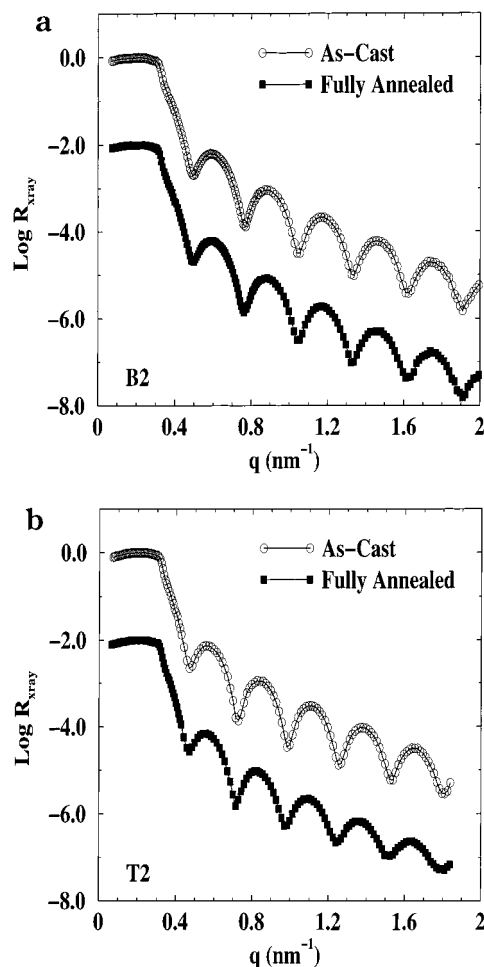 a
As-Cast
Fully Annealed
Log R_xray
0.0
−2.0
−4.0
−6.0
−8.0
B2
0 0.4 0.8 1.2 1.6 2
q (nm⁻¹)
b
As-Cast
Fully Annealed
Log R_xray
0.0
−2.0
−4.0
−6.0
−8.0
T2
0 0.4 0.8 1.2 1.6 2
q (nm⁻¹)